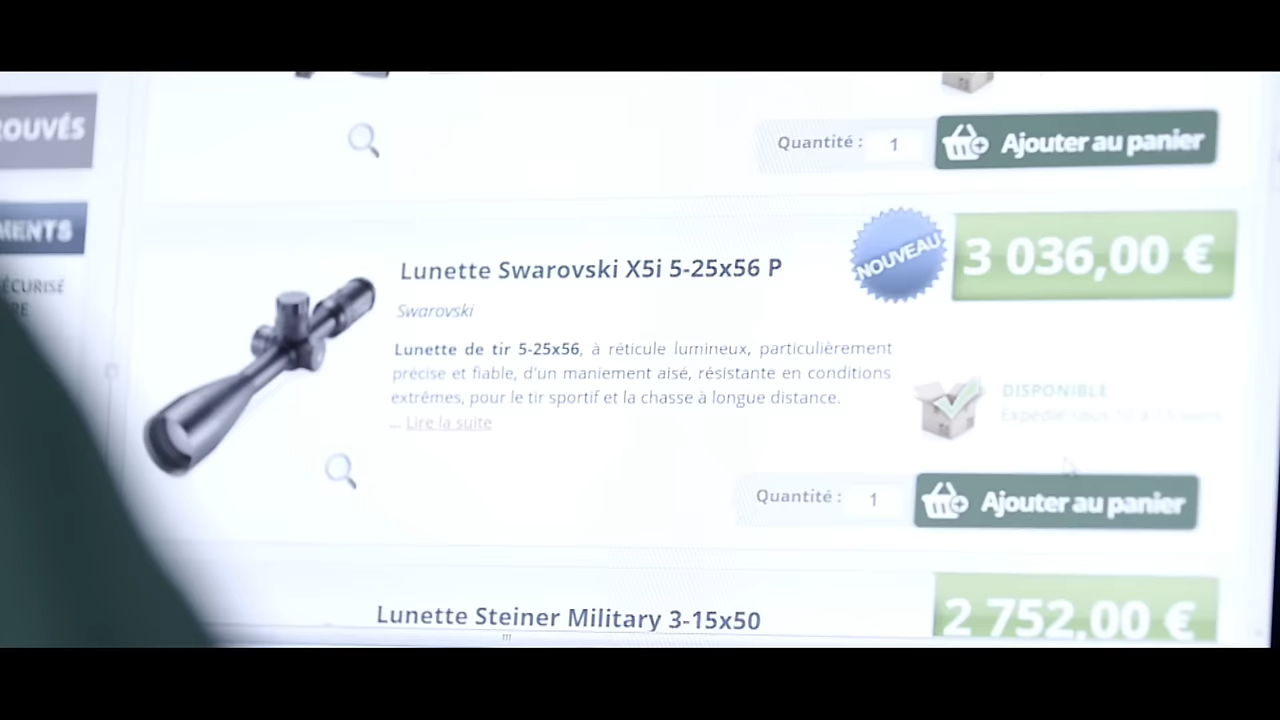 ROUVÉS
Quantité : 1 Ajouter au panier
MENTS
ÉCURISÉ
RE
Lunette Swarovski X5i 5-25x56 P
NOUVEAU
3 036,00 €
Swarovski
Lunette de tir 5-25x56, à réticule lumineux, particulièrement
précise et fiable, d'un maniement aisé, résistante en conditions
extrêmes, pour le tir sportif et la chasse à longue distance.
... Lire la suite
DISPONIBLE
Expédié sous
Quantité : 1 Ajouter au panier
Lunette Steiner Military 3-15x50
2 752,00 €